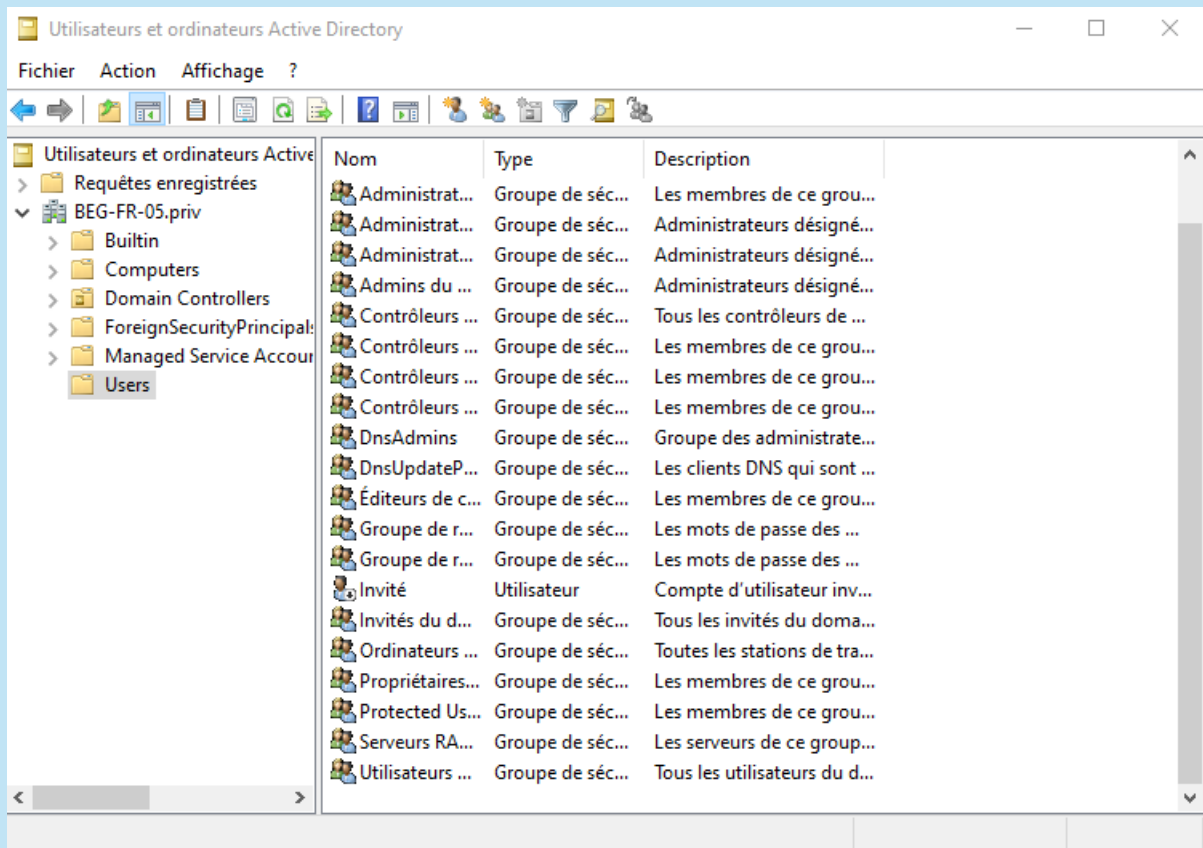 Utilisateurs et ordinateurs Active Directory
Fichier Action Affichage ?
Utilisateurs et ordinateurs Active
Requêtes enregistrées
BEG-FR-05.priv
Builtin
Computers
Domain Controllers
ForeignSecurityPrincipals
Managed Service Accour
Users
Nom Type Description
Administrat... Groupe de séc... Les membres de ce grou...
Administrat... Groupe de séc... Administrateurs désigné...
Administrat... Groupe de séc... Administrateurs désigné...
Admins du ... Groupe de séc... Administrateurs désigné...
Contrôleurs ... Groupe de séc... Tous les contrôleurs de ...
Contrôleurs ... Groupe de séc... Les membres de ce grou...
Contrôleurs ... Groupe de séc... Les membres de ce grou...
Contrôleurs ... Groupe de séc... Les membres de ce grou...
DnsAdmins Groupe de séc... Groupe des administrate...
DnsUpdateP... Groupe de séc... Les clients DNS qui sont ...
Éditeurs de c... Groupe de séc... Les membres de ce grou...
Groupe de r... Groupe de séc... Les mots de passe des ...
Groupe de r... Groupe de séc... Les mots de passe des ...
Invité Utilisateur Compte d'utilisateur inv...
Invités du d... Groupe de séc... Tous les invités du doma...
Ordinateurs ... Groupe de séc... Toutes les stations de tra...
Propriétaires... Groupe de séc... Les membres de ce grou...
Protected Us... Groupe de séc... Les membres de ce grou...
Serveurs RA... Groupe de séc... Les serveurs de ce group...
Utilisateurs ... Groupe de séc... Tous les utilisateurs du d...